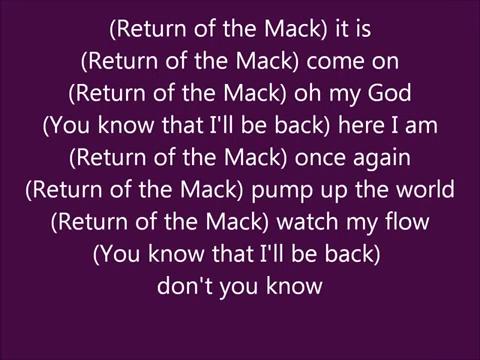 (Return of the Mack) it is
(Return of the Mack) come on
(Return of the Mack) oh my God
(You know that I'll be back) here I am
(Return of the Mack) once again
(Return of the Mack) pump up the world
(Return of the Mack) watch my flow
(You know that I'll be back)
don't you know